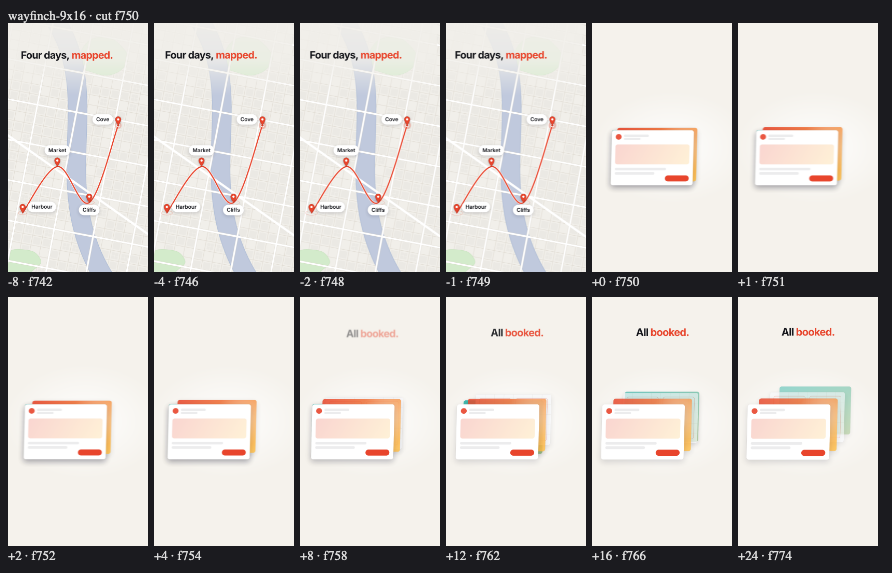 wayfinch-9x16 · cut f750
Four days, mapped.
Cove
Market
Harbour
Cliffs
Four days, mapped.
Cove
Market
Harbour
Cliffs
Four days, mapped.
Cove
Market
Harbour
Cliffs
Four days, mapped.
Cove
Market
Harbour
Cliffs
-8 · f742
-4 · f746
-2 · f748
-1 · f749
+0 · f750
+1 · f751
All booked.
All booked.
All booked.
All booked.
+2 · f752
+4 · f754
+8 · f758
+12 · f762
+16 · f766
+24 · f774